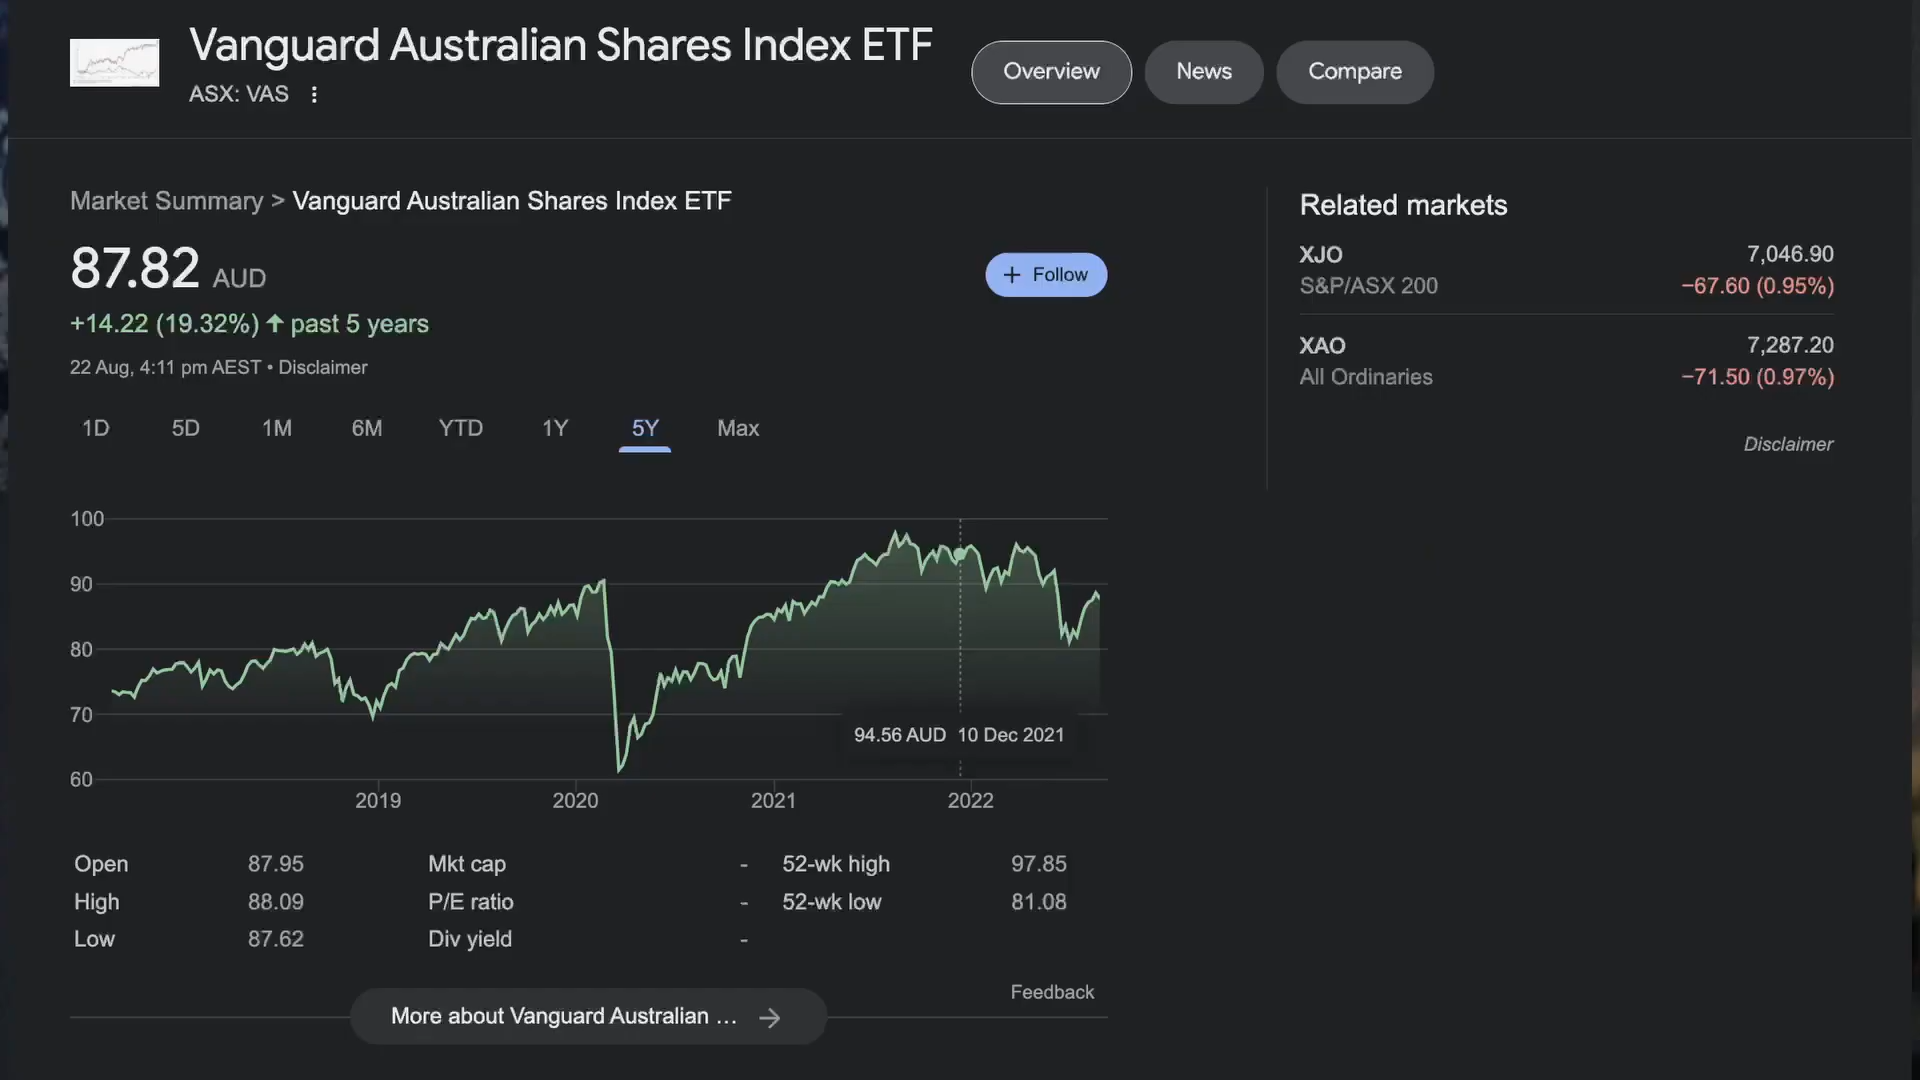 Vanguard Australian Shares Index ETF
ASX: VAS
Overview
News
Compare
Market Summary > Vanguard Australian Shares Index ETF
87.82 AUD
+ Follow
+14.22 (19.32%) ↑ past 5 years
22 Aug, 4:11 pm AEST • Disclaimer
1D 5D 1M 6M YTD 1Y 5Y Max
100
90
80
70
60
94.56 AUD 10 Dec 2021
2019 2020 2021 2022
Open 87.95 Mkt cap - 52-wk high 97.85
High 88.09 P/E ratio - 52-wk low 81.08
Low 87.62 Div yield -
Feedback
More about Vanguard Australian ... →
Related markets
XJO 7,046.90
S&P/ASX 200 −67.60 (0.95%)
XAO 7,287.20
All Ordinaries −71.50 (0.97%)
Disclaimer